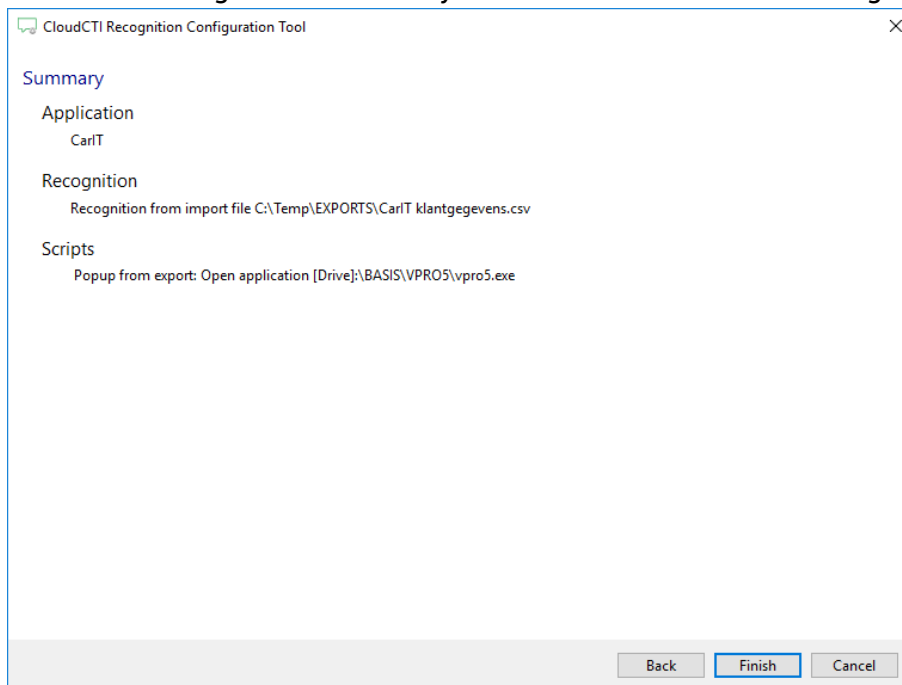 CloudCTI Recognition Configuration Tool
Summary
Application
CarIT
Recognition
Recognition from import file C:\Temp\EXPORTS\CarIT klantgegevens.csv
Scripts
Popup from export: Open application [Drive]:\BASIS\VPRO5\vpro5.exe
Back Finish Cancel